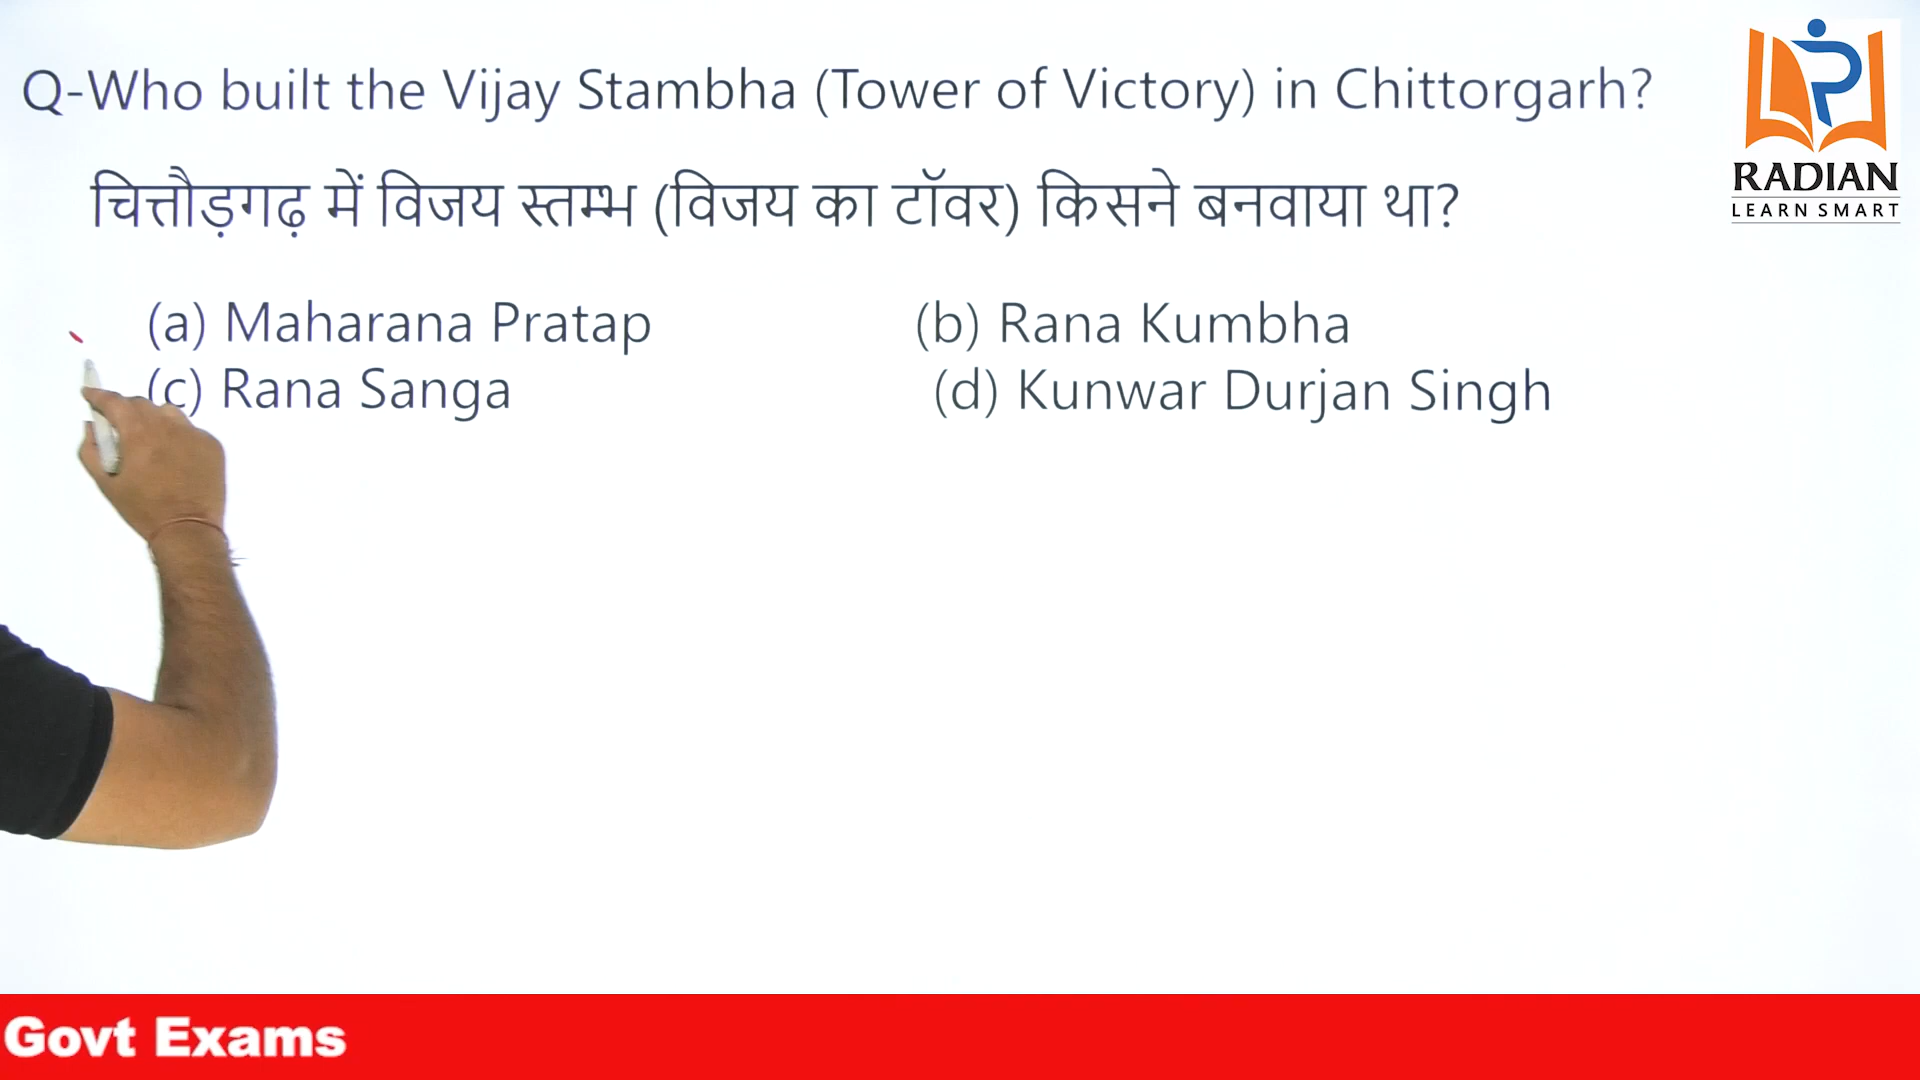 Q-Who built the Vijay Stambha (Tower of Victory) in Chittorgarh?
चित्तौड़गढ़ में विजय स्तम्भ (विजय का टॉवर) किसने बनवाया था?
(a) Maharana Pratap (b) Rana Kumbha
(c) Rana Sanga (d) Kunwar Durjan Singh
RADIAN
LEARN SMART
Govt Exams